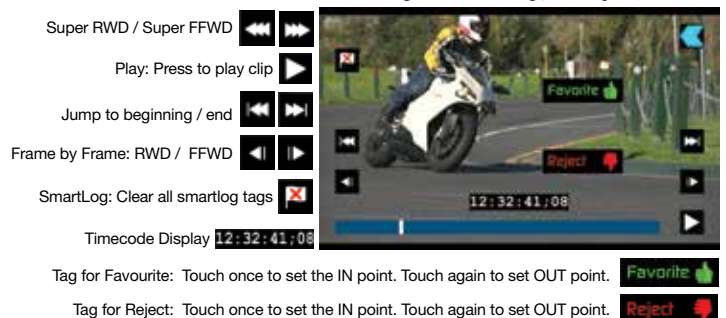 Super RWD / Super FFWD
Play: Press to play clip
Jump to beginning / end
Frame by Frame: RWD / FFWD
SmartLog: Clear all smartlog tags
Timecode Display 12:32:41;08
Favorite
Reject
12:32:41;08
Tag for Favourite: Touch once to set the IN point. Touch again to set OUT point. Favorite
Tag for Reject: Touch once to set the IN point. Touch again to set OUT point. Reject